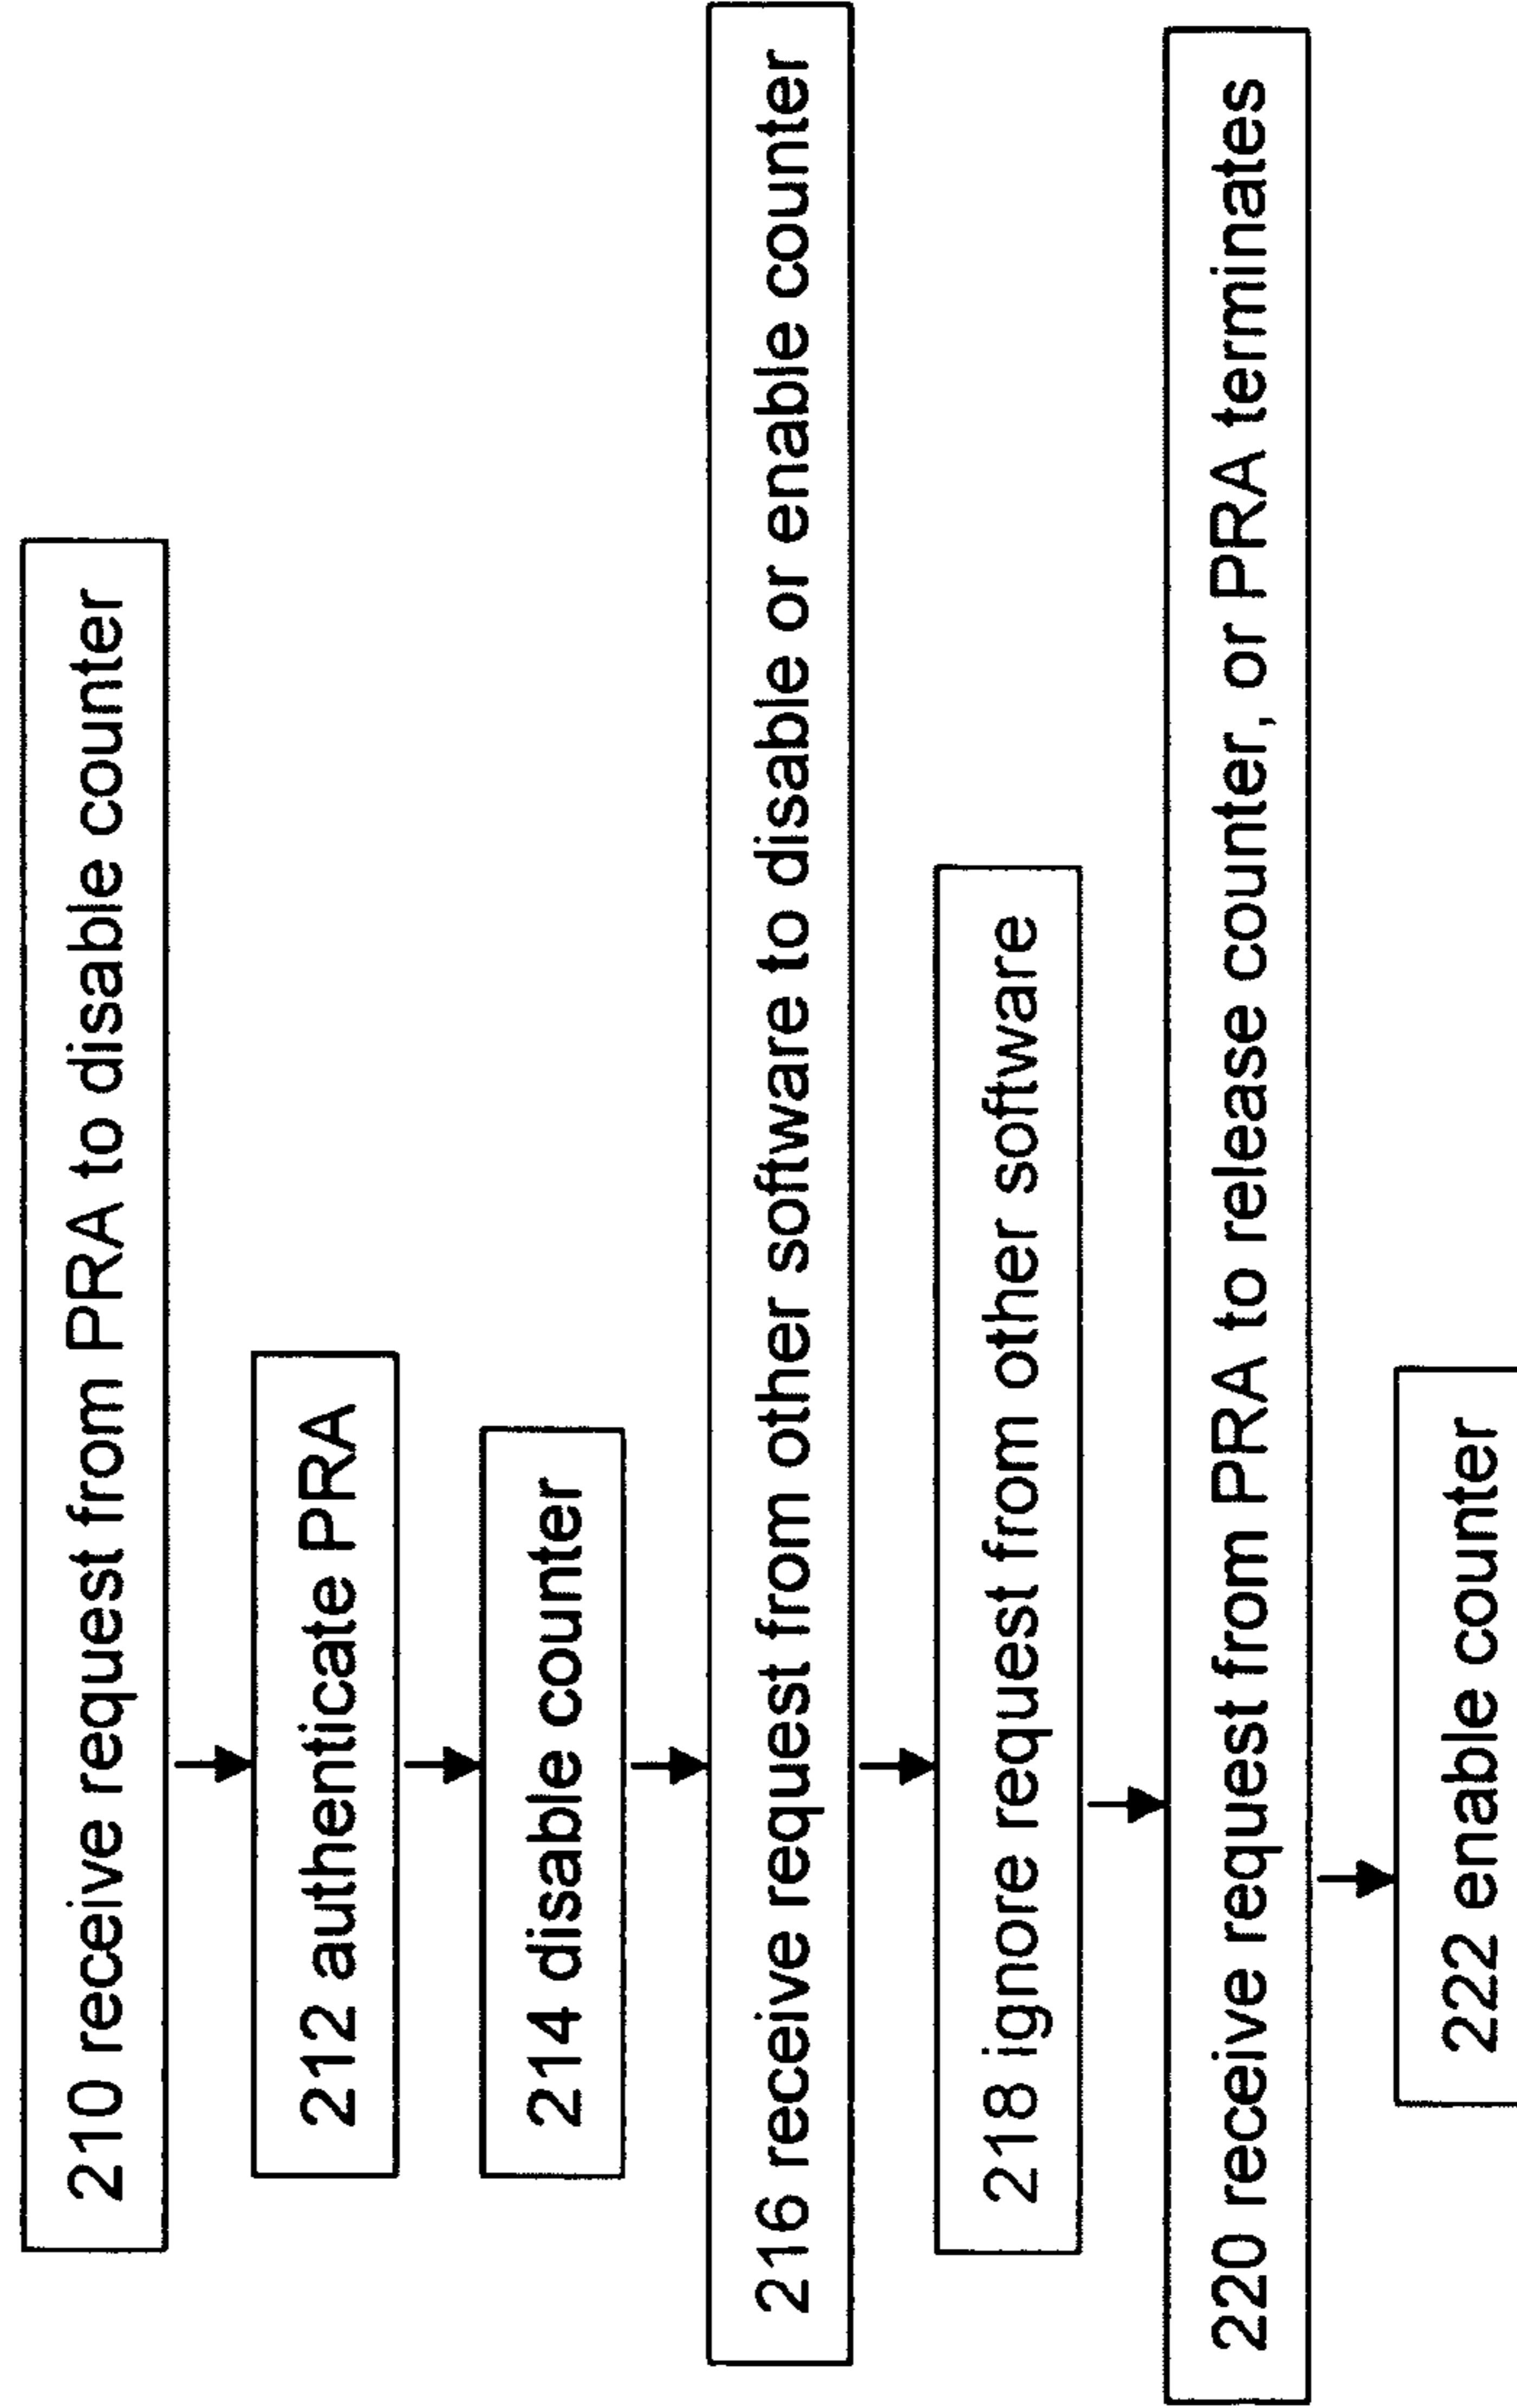 210 receive request from PRA to disable counter
212 authenticate PRA
214 disable counter
216 receive request from other software to disable or enable counter
218 ignore request from other software
220 receive request from PRA to release counter, or PRA terminates
222 enable counter